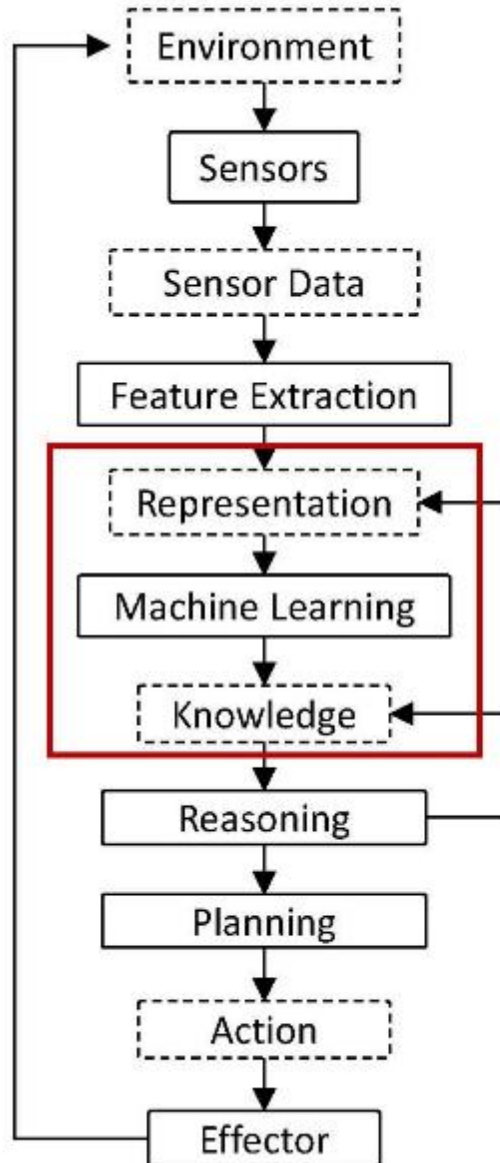 Environment
Sensors
Sensor Data
Feature Extraction
Representation
Machine Learning
Knowledge
Reasoning
Planning
Action
Effector